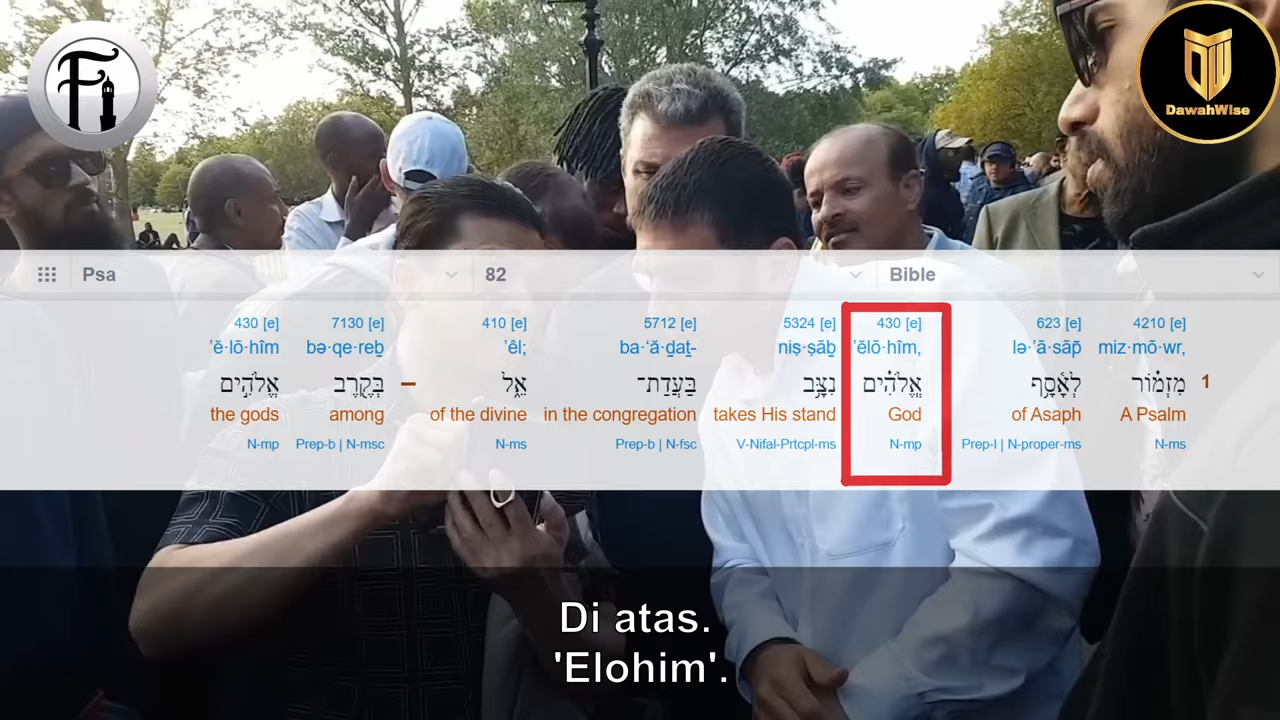 Fi
DawahWise
Psa 82 Bible
430 [e] 7130 [e] 410 [e] 5712 [e] 5324 [e] 430 [e] 623 [e] 4210 [e]
’ĕ·lō·hîm bə·qe·reḇ ’êl; ba·‘ă·ḏaṯ- niṣ·ṣāḇ ’ĕlō·hîm, lə·’ā·sāp̄ miz·mō·wr,
1 מִזְמ֗וֹר לְאָ֫סָ֥ף אֱ‍ֽלֹהִ֗ים נִצָּ֥ב בַּעֲדַת־ אֵ֑ל – בְּקֶ֖רֶב אֱלֹהִ֣ים
the gods among of the divine in the congregation takes His stand God of Asaph A Psalm
N-mp Prep-b | N-msc N-ms Prep-b | N-fsc V-Nifal-Prtcpl-ms N-mp Prep-l | N-proper-ms N-ms
Di atas.
'Elohim'.